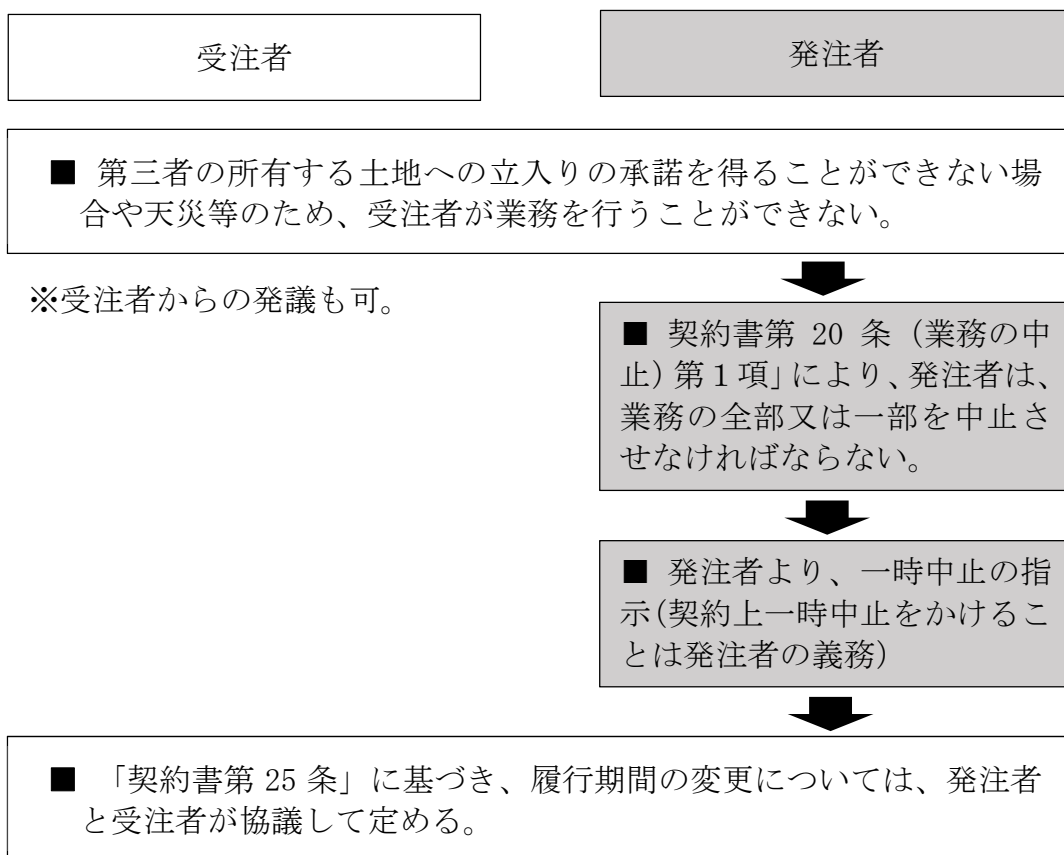 受注者
発注者
■ 第三者の所有する土地への立入りの承諾を得ることができない場
合や天災等のため、受注者が業務を行うことができない。
※受注者からの発議も可。
■ 契約書第 20 条（業務の中
止）第１項」により、発注者は、
業務の全部又は一部を中止さ
せなければならない。
■ 発注者より、一時中止の指
示(契約上一時中止をかけるこ
とは発注者の義務)
■ 「契約書第 25 条」に基づき、履行期間の変更については、発注者
と受注者が協議して定める。